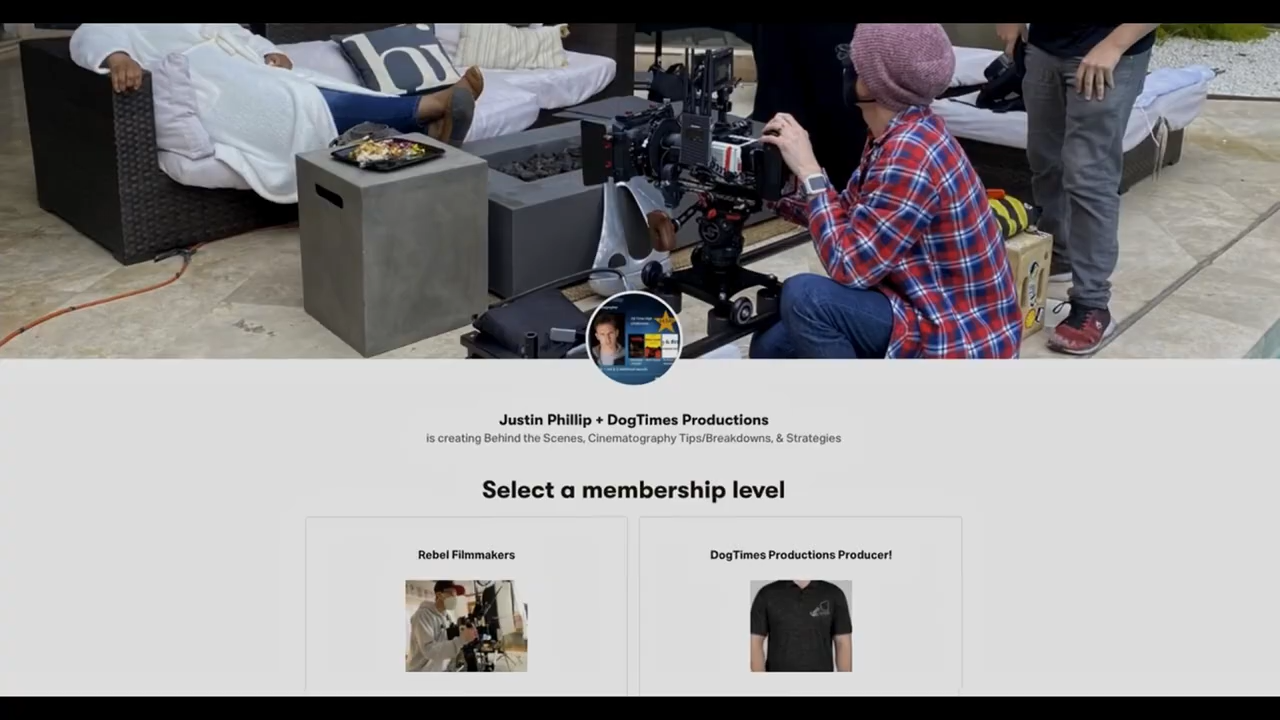 hi
Justin Phillip + DogTimes Productions
is creating Behind the Scenes, Cinematography Tips/Breakdowns, & Strategies
Select a membership level
Rebel Filmmakers
DogTimes Productions Producer!